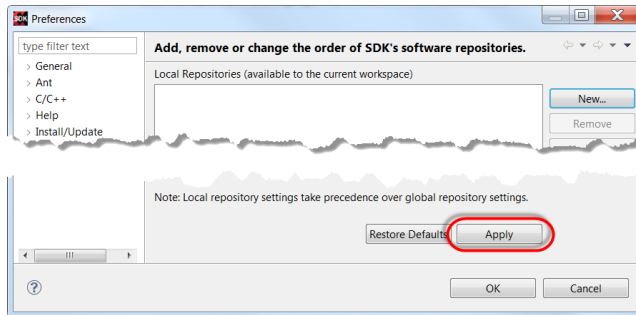 SDK Preferences
type filter text
Add, remove or change the order of SDK's software repositories.
General
Ant
C/C++
Help
Install/Update
Local Repositories (available to the current workspace)
New...
Remove
Note: Local repository settings take precedence over global repository settings.
Restore Defaults
Apply
OK
Cancel